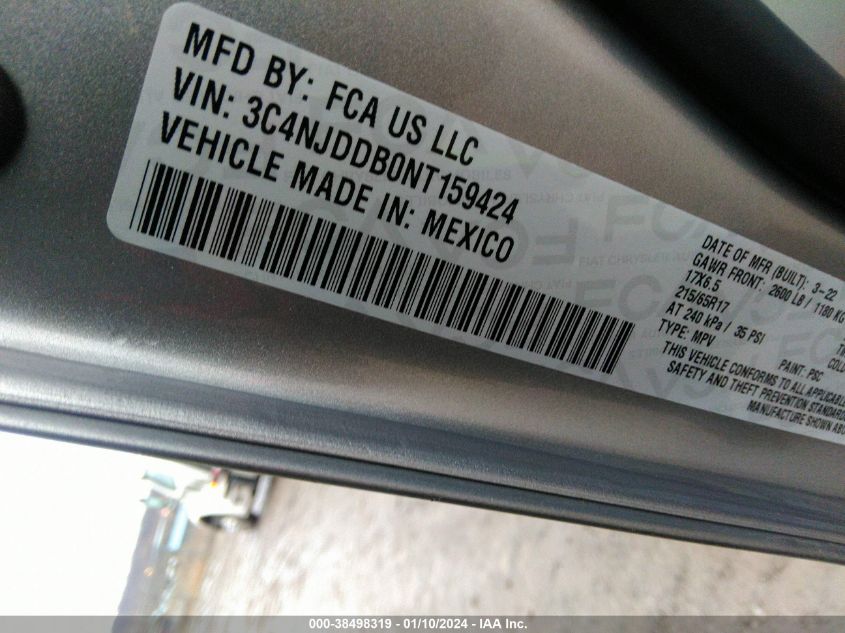 MFD BY: FCA US LLC
VIN: 3C4NJDDB0NT159424
VEHICLE MADE IN: MEXICO
DATE OF MFR (BUILT): 3-22
GAWR FRONT: 2600 LB / 1180 KG
17X6.5
215/65R17
AT 240 kPa / 35 PSI
TYPE: MPV
PAINT: PSC
THIS VEHICLE CONFORMS TO ALL APPLICABLE
SAFETY AND THEFT PREVENTION STANDARD
MANUFACTURE SHOWN
000-38498319 - 01/10/2024 - IAA Inc.